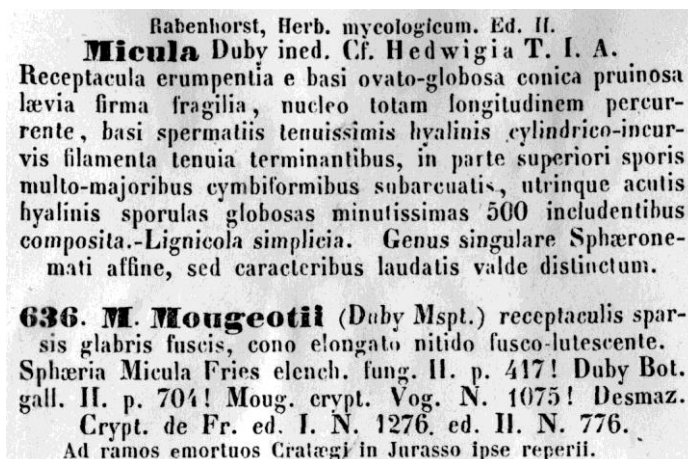 Rabenhorst, Herb. mycologicum. Ed. II.
Micula Duby ined. Cf. Hedwigia T. I. A.
Receptacula erumpentia e basi ovato-globosa conica pruinosa
lævia firma fragilia, nucleo totam longitudinem percur-
rente, basi spermatiis tenuissimis hyalinis cylindrico-incur-
vis filamenta tenuia terminantibus, in parte superiori sporis
multo-majoribus cymbiformibus subarcuatis, utrinque acutis
hyalinis sporulas globosas minutissimas 500 includentibus
composita.-Lignicola simplicia. Genus singulare Sphærone-
mati affine, sed caracteribus laudatis valde distinctum.
636. M. Mougeotii (Duby Mspt.) receptaculis spar-
sis glabris fuscis, cono elongato nitido fusco-lutescente.
Sphæria Micula Fries elench. fung. II. p. 417! Duby Bot.
gall. II. p. 704! Moug. crypt. Vog. N. 1075! Desmaz.
Crypt. de Fr. ed. I. N. 1276. ed. II. N. 776.
Ad ramos emortuos Cratægi in Jurasso ipse reperii.